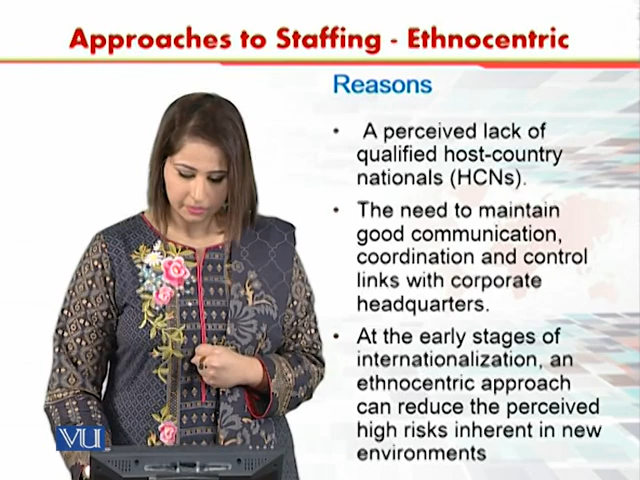 Approaches to Staffing - Ethnocentric
Reasons
• A perceived lack of
qualified host-country
nationals (HCNs).
• The need to maintain
good communication,
coordination and control
links with corporate
headquarters.
• At the early stages of
internationalization, an
ethnocentric approach
can reduce the perceived
high risks inherent in new
environments
VU